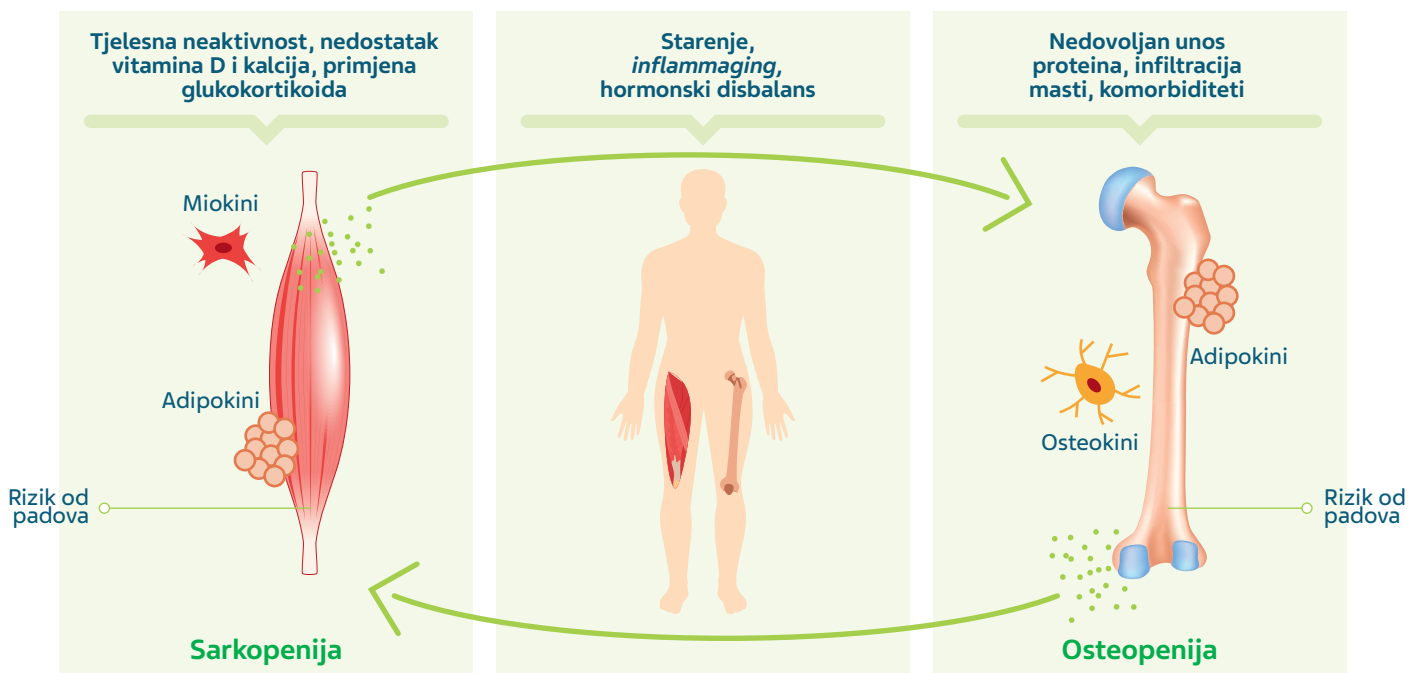 Tjelesna neaktivnost, nedostatak
vitamina D i kalcija, primjena
glukokortikoida
Starenje,
inflammaging,
hormonski disbalans
Nedovoljan unos
proteina, infiltracija
masti, komorbiditeti
Miokini
Adipokini
Rizik od
padova
Sarkopenija
Adipokini
Osteokini
Rizik od
padova
Osteopenija